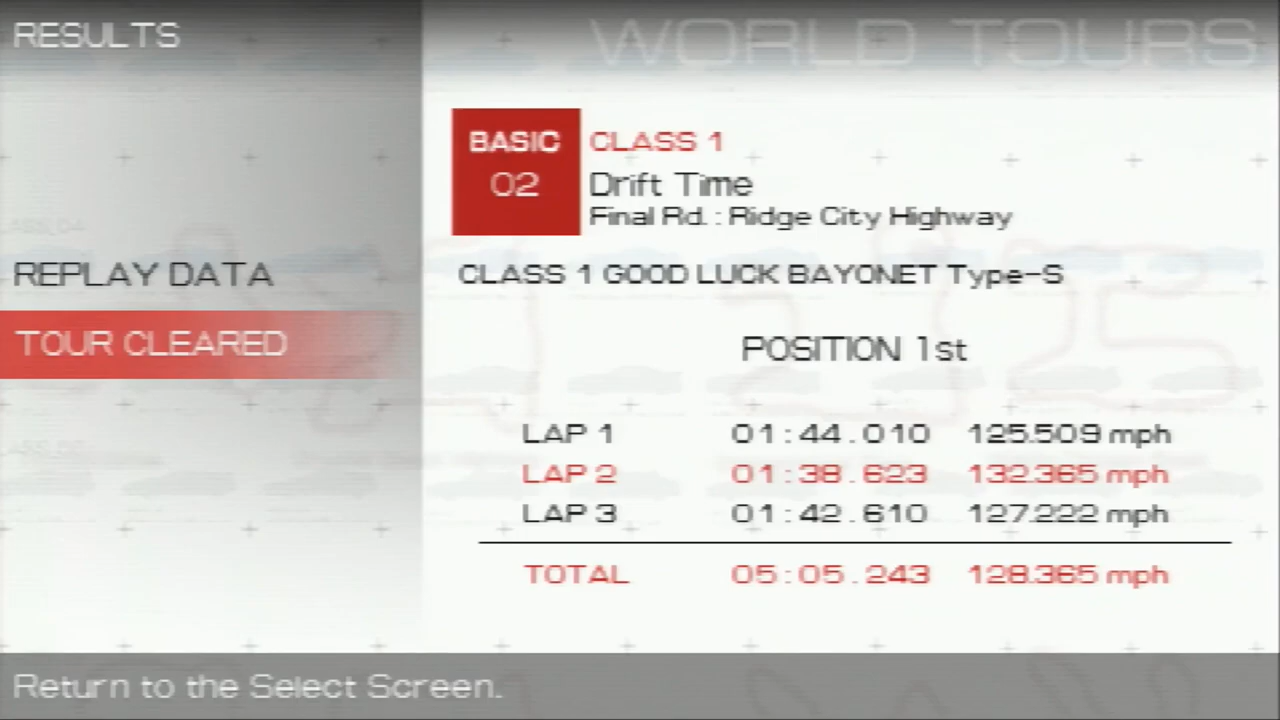 RESULTS
WORLD TOURS
BASIC
02
CLASS 1
Drift Time
Final Rd. : Ridge City Highway
REPLAY DATA
TOUR CLEARED
CLASS 1 GOOD LUCK BAYONET Type-S
POSITION 1st
LAP 1 01:44.010 125.509 mph
LAP 2 01:38.623 132.365 mph
LAP 3 01:42.610 127.222 mph
TOTAL 05:05.243 128.365 mph
Return to the Select Screen.